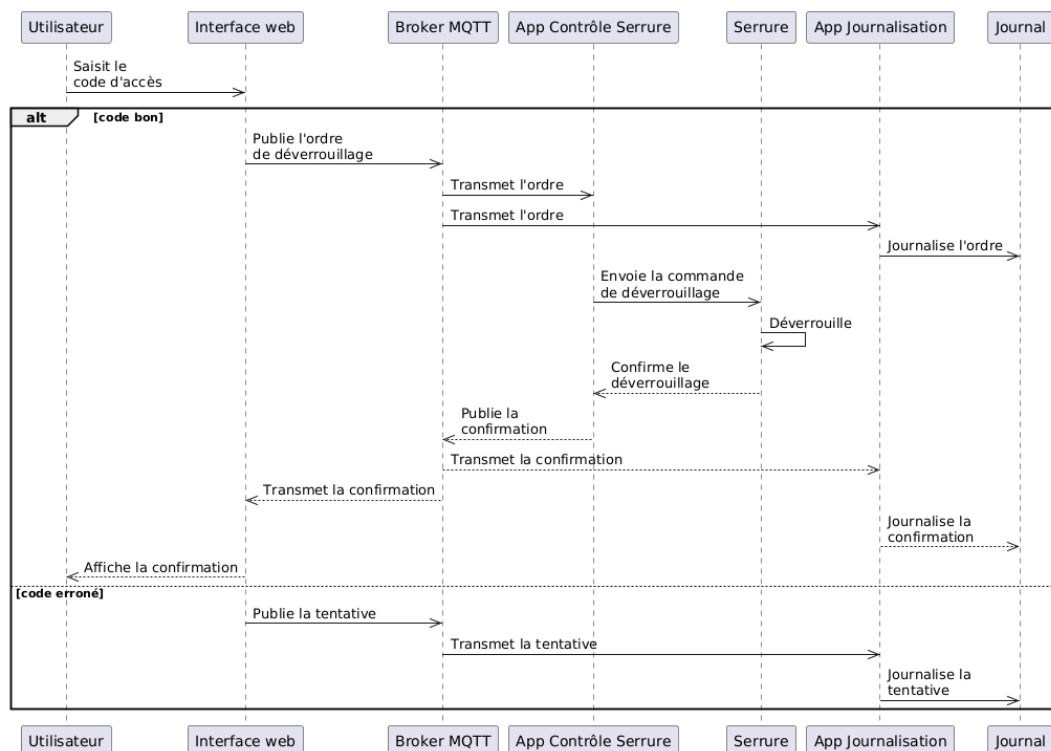 Utilisateur
Interface web
Broker MQTT
App Contrôle Serrure
Serrure
App Journalisation
Journal
Saisit le
code d'accès
alt
[code bon]
Publie l'ordre
de déverrouillage
Transmet l'ordre
Transmet l'ordre
Journalise l'ordre
Envoie la commande
de déverrouillage
Déverrouille
Confirme le
déverrouillage
Publie la
confirmation
Transmet la confirmation
Transmet la confirmation
Journalise la
confirmation
Affiche la confirmation
[code erroné]
Publie la tentative
Transmet la tentative
Journalise la
tentative
Utilisateur
Interface web
Broker MQTT
App Contrôle Serrure
Serrure
App Journalisation
Journal